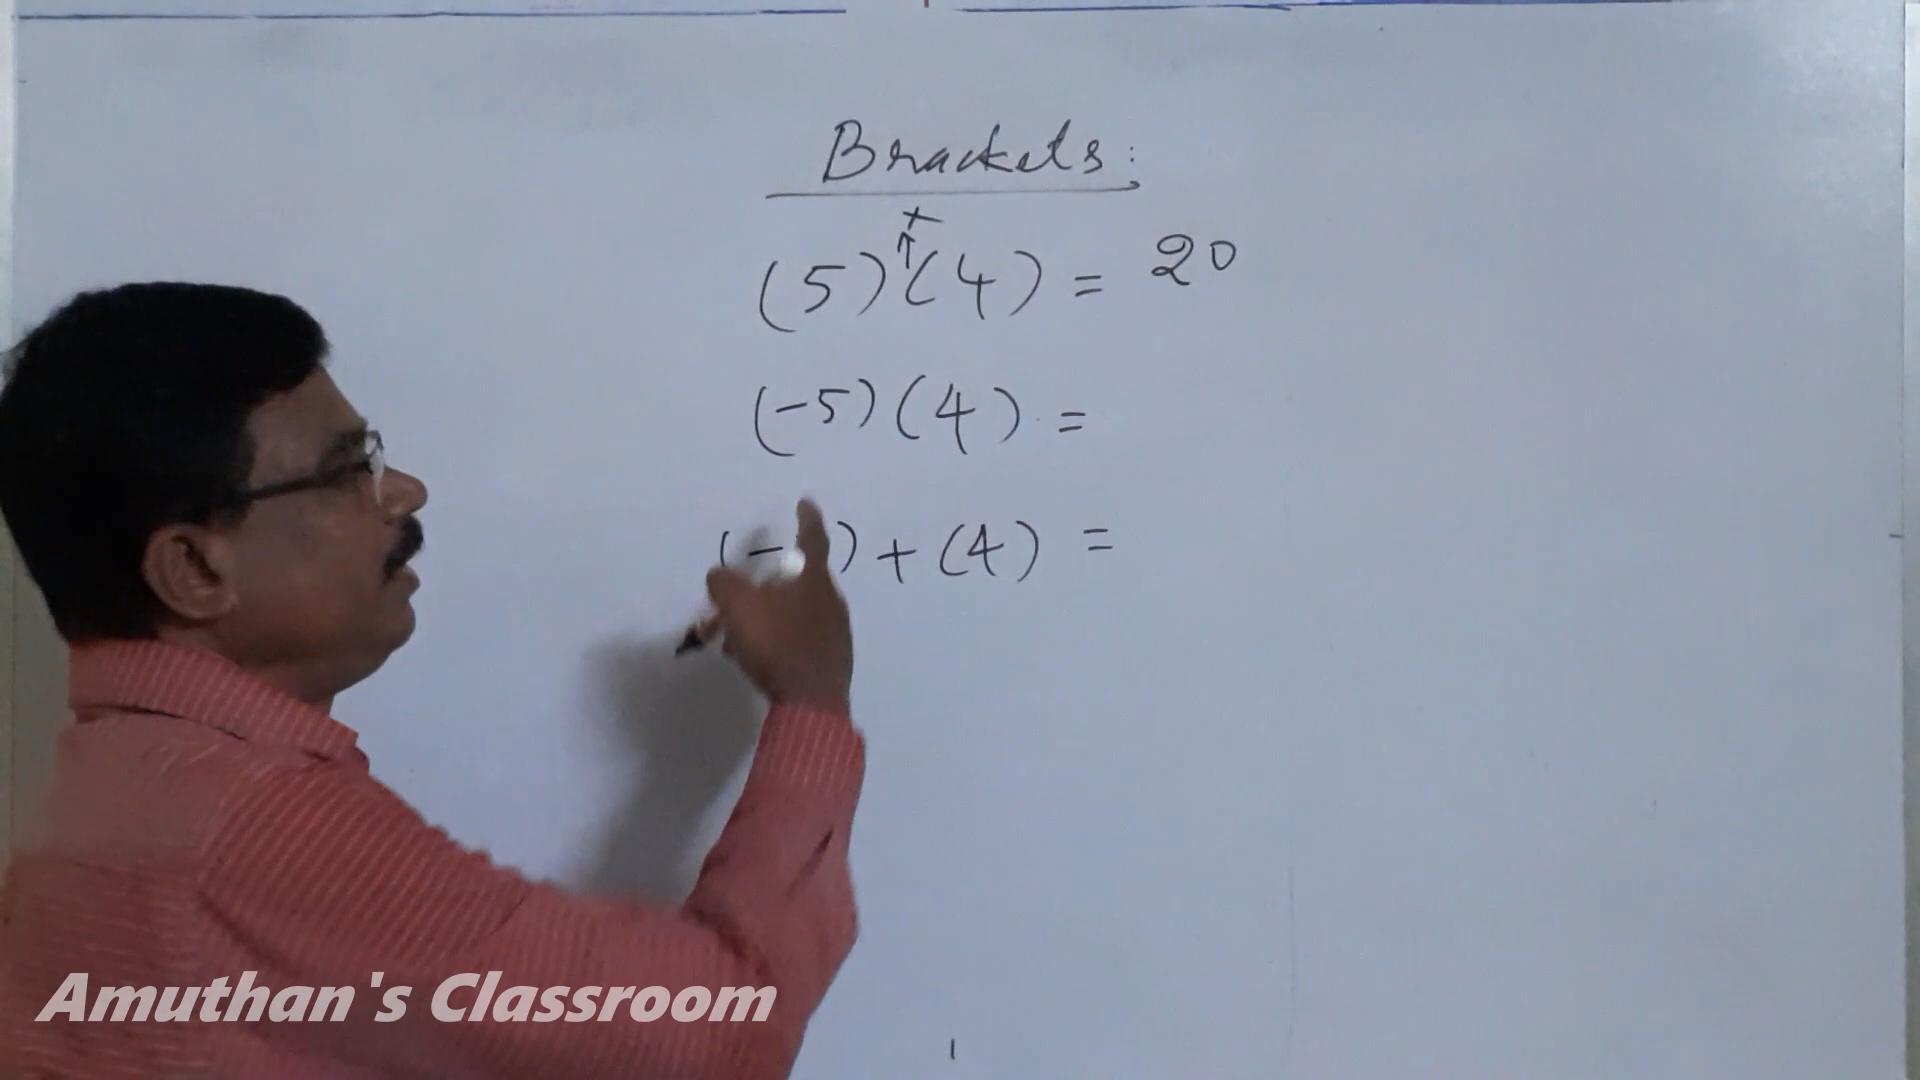 Brackets:
×
↑
(5)(4) = 20
(-5)(4) =
(- ) + (4) =
Amuthan's Classroom